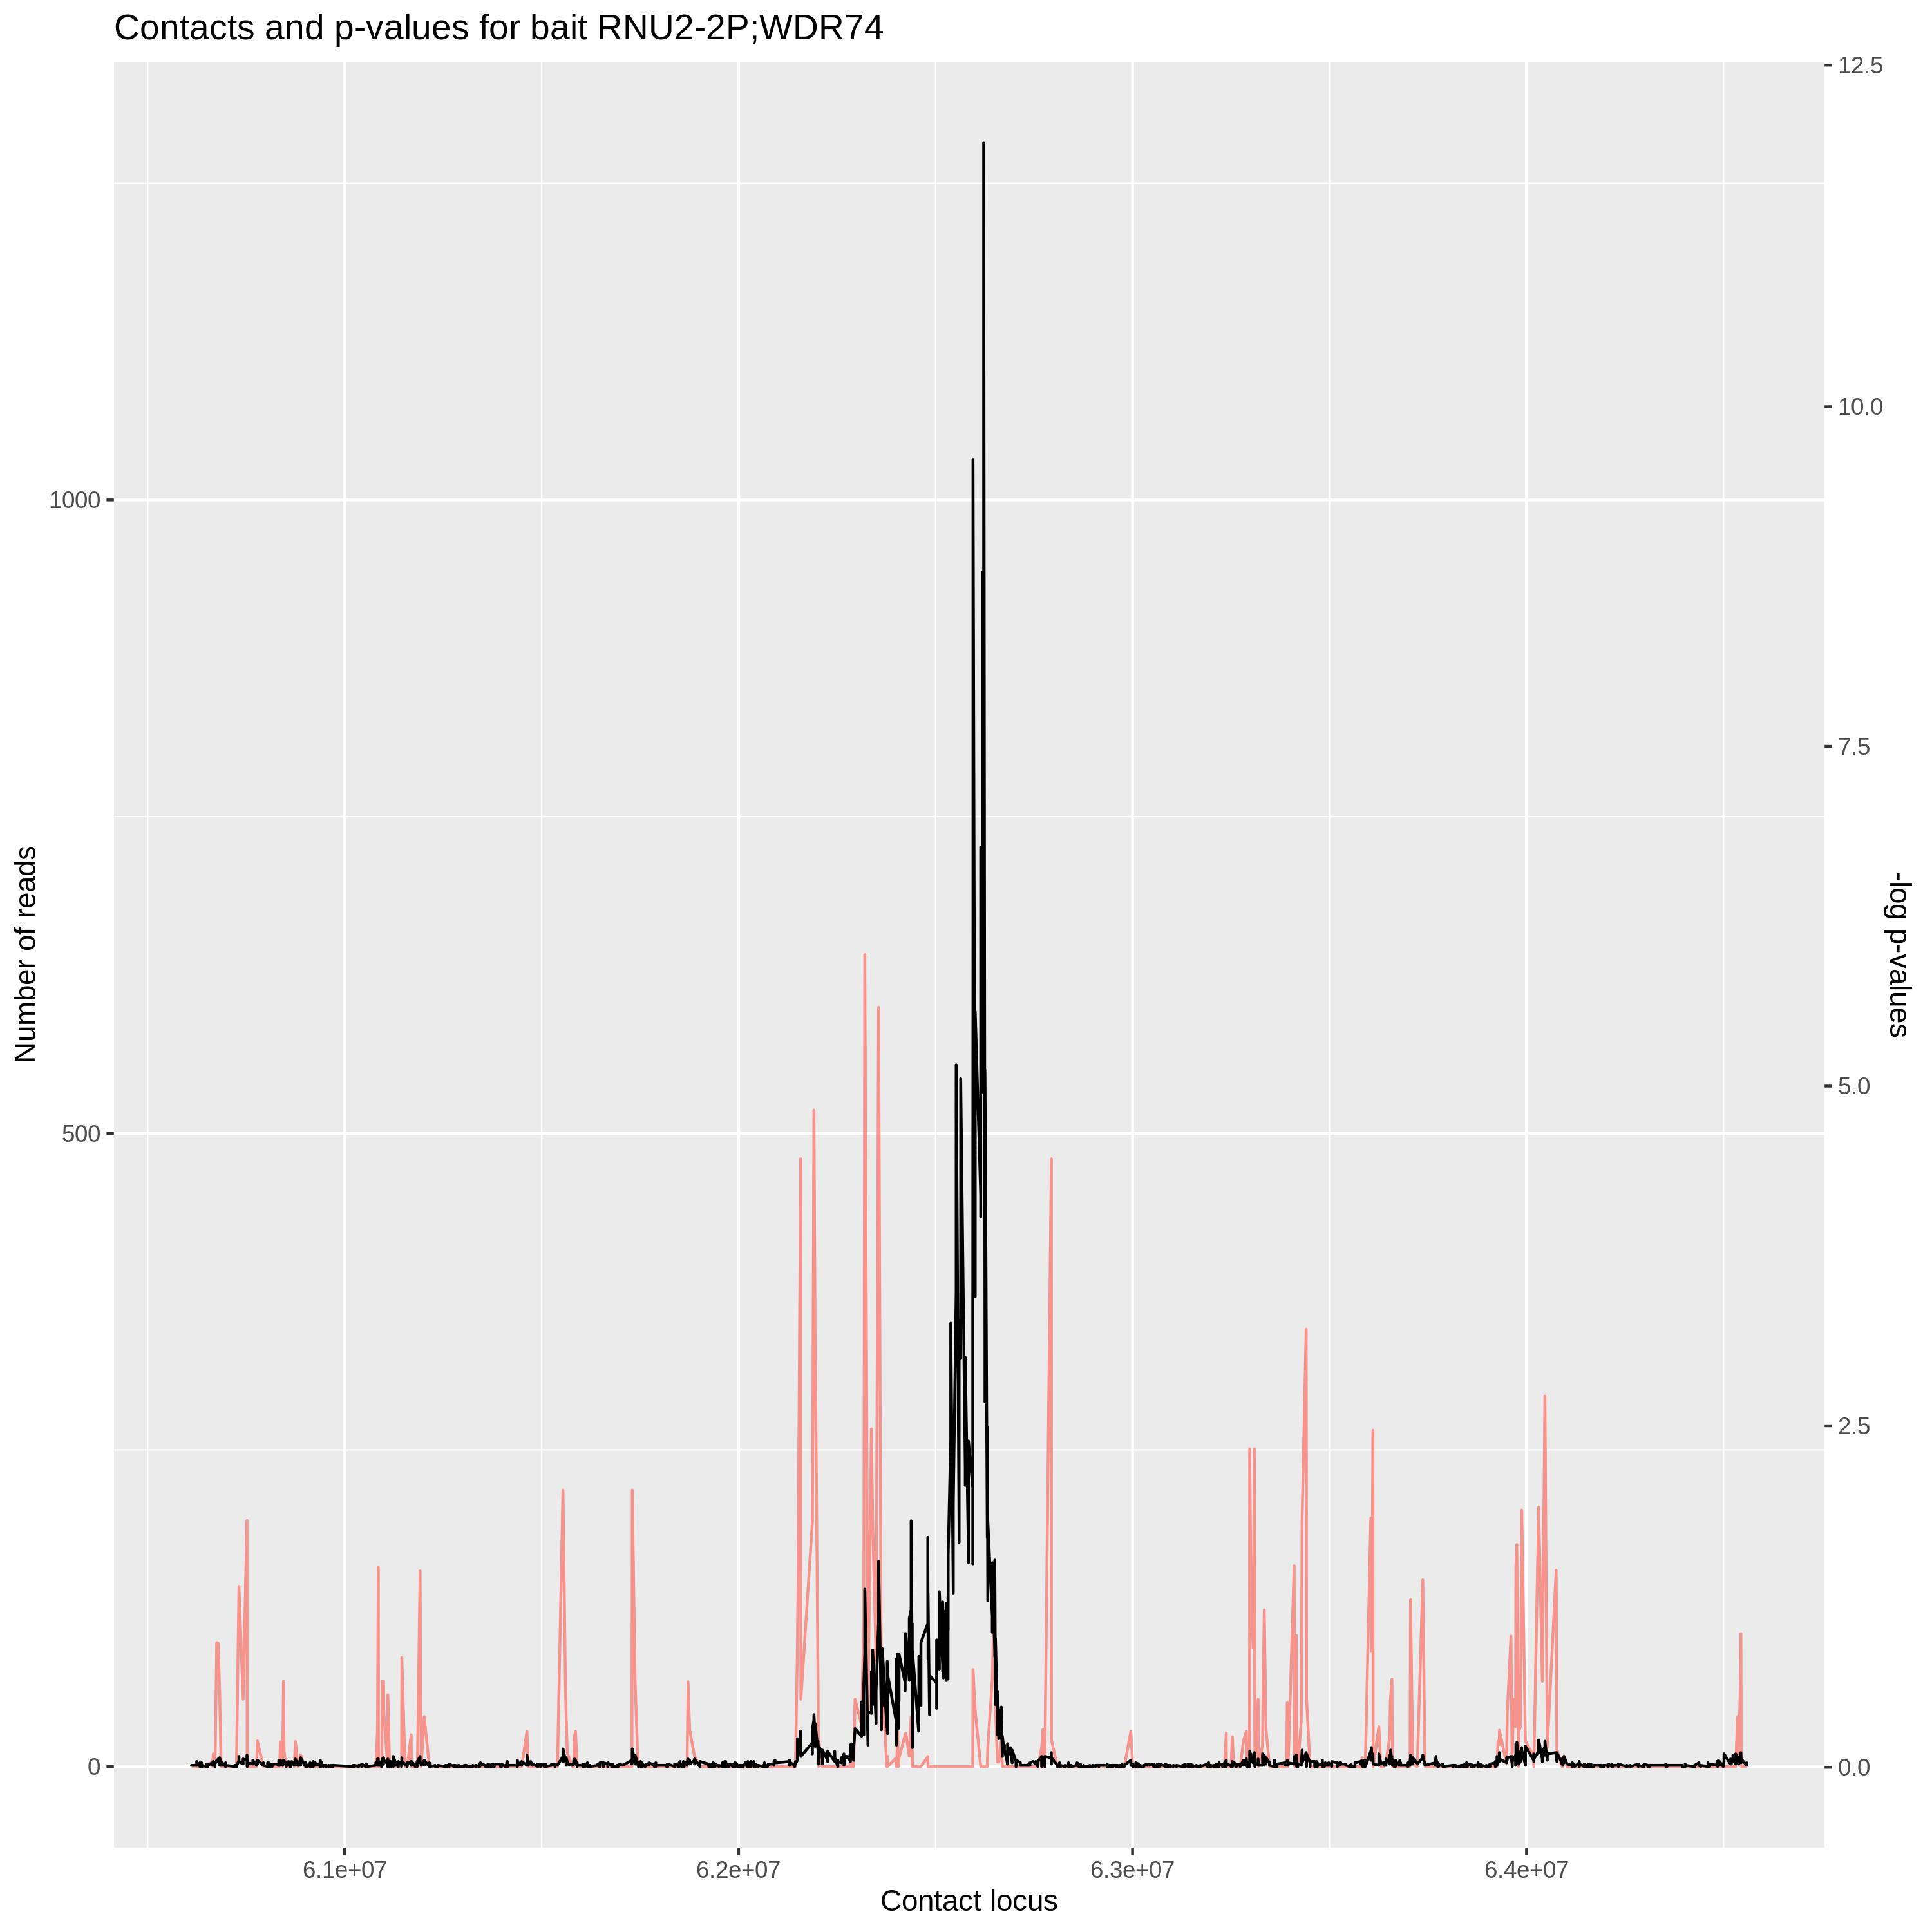 Contacts and p-values for bait RNU2-2P;WDR74
12.5
10.0
1000
7.5
Number of reads
-log p-values
5.0
500
2.5
0
0.0
6.1e+07
6.2e+07
6.3e+07
6.4e+07
Contact locus